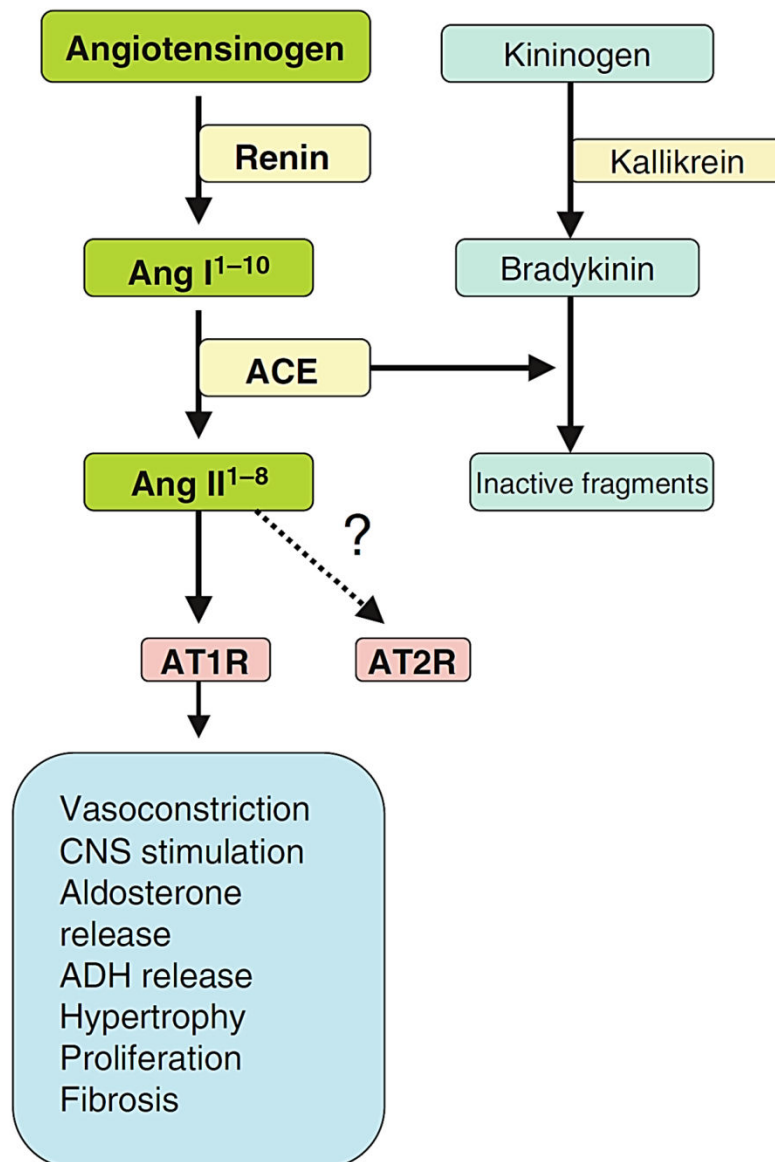 Angiotensinogen
Kininogen
Renin
Kallikrein
Ang I¹⁻¹⁰
Bradykinin
ACE
Ang II¹⁻⁸
Inactive fragments
?
AT1R
AT2R
Vasoconstriction
CNS stimulation
Aldosterone
release
ADH release
Hypertrophy
Proliferation
Fibrosis